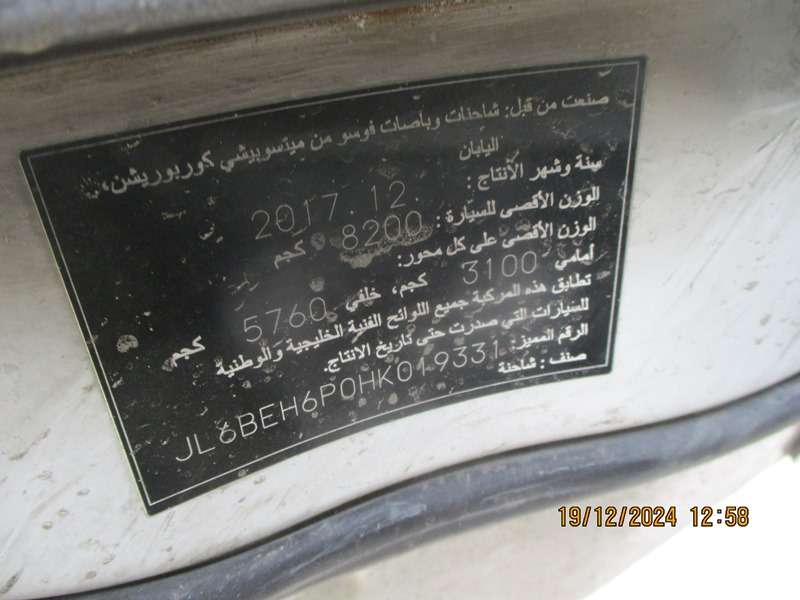 صنعت من قبل: شاحنات وباصات فوسو من ميتسوبيشي كوربوريشن،
اليابان
سنة وشهر الأنتاج : 2017.12
الوزن الأقصى للسيارة : 8200 كجم
الوزن الأقصى على كل محور:
أمامي 3100 كجم، خلفي 5760 كجم
تطابق هذه المركبة جميع اللوائح الفنية الخليجية والوطنية
للسيارات التي صدرت حتى تاريخ الانتاج.
الرقم المميز: JL6BEH6P0HK019331
صنف : شاحنة
19/12/2024 12:58